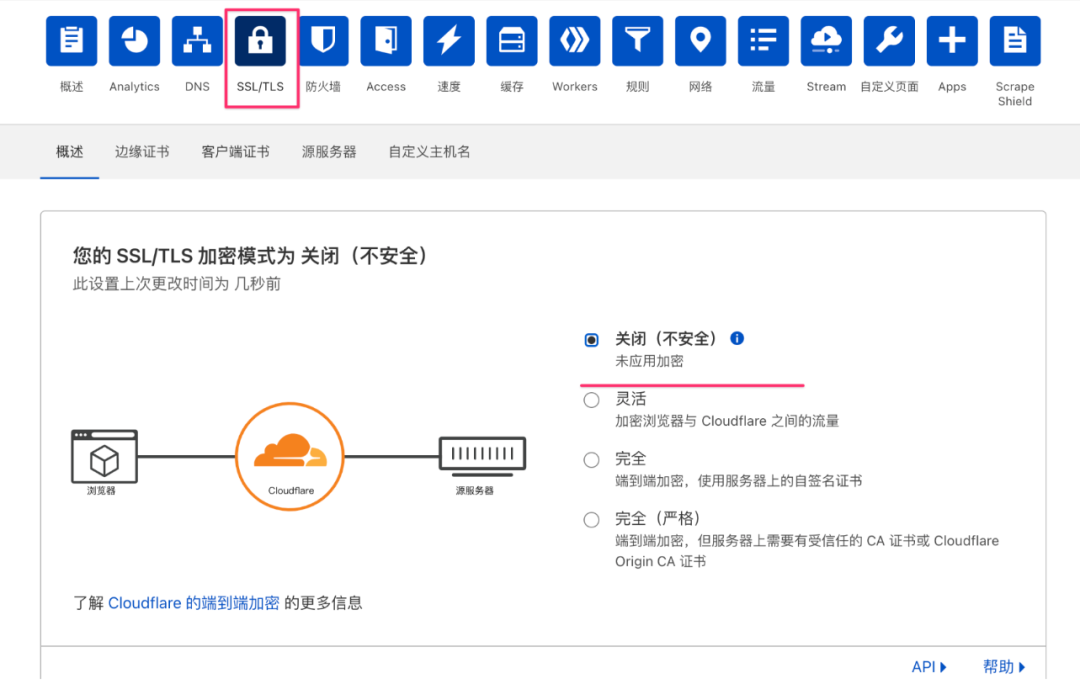 概述
Analytics
DNS
SSL/TLS
防火墙
Access
速度
缓存
Workers
规则
网络
流量
Stream
自定义页面
Apps
Scrape
Shield
概述
边缘证书
客户端证书
源服务器
自定义主机名
您的 SSL/TLS 加密模式为 关闭（不安全）
此设置上次更改时间为 几秒前
关闭（不安全）
未应用加密
灵活
加密浏览器与 Cloudflare 之间的流量
完全
端到端加密，使用服务器上的自签名证书
完全（严格）
端到端加密，但服务器上需要有受信任的 CA 证书或 Cloudflare
Origin CA 证书
浏览器
Cloudflare
源服务器
了解 Cloudflare 的端到端加密 的更多信息
API
帮助